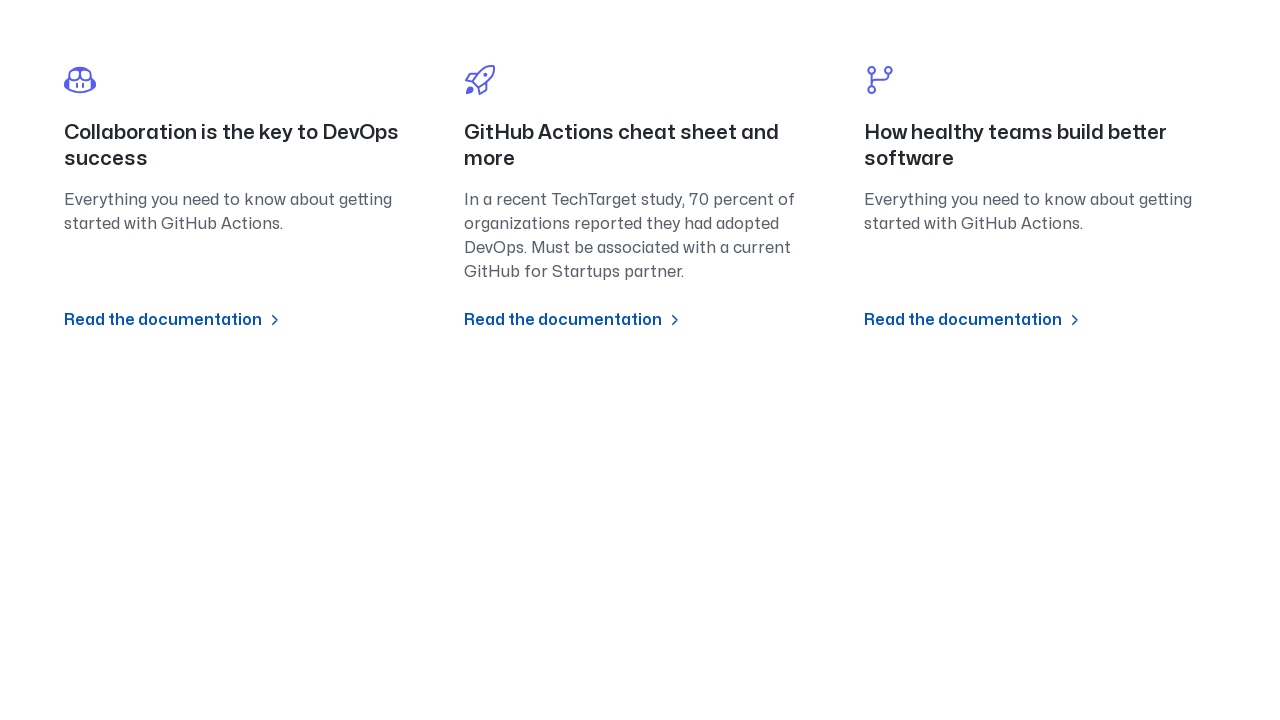 Collaboration is the key to DevOps
success
Everything you need to know about getting
started with GitHub Actions.
Read the documentation
GitHub Actions cheat sheet and
more
In a recent TechTarget study, 70 percent of
organizations reported they had adopted
DevOps. Must be associated with a current
GitHub for Startups partner.
Read the documentation
How healthy teams build better
software
Everything you need to know about getting
started with GitHub Actions.
Read the documentation